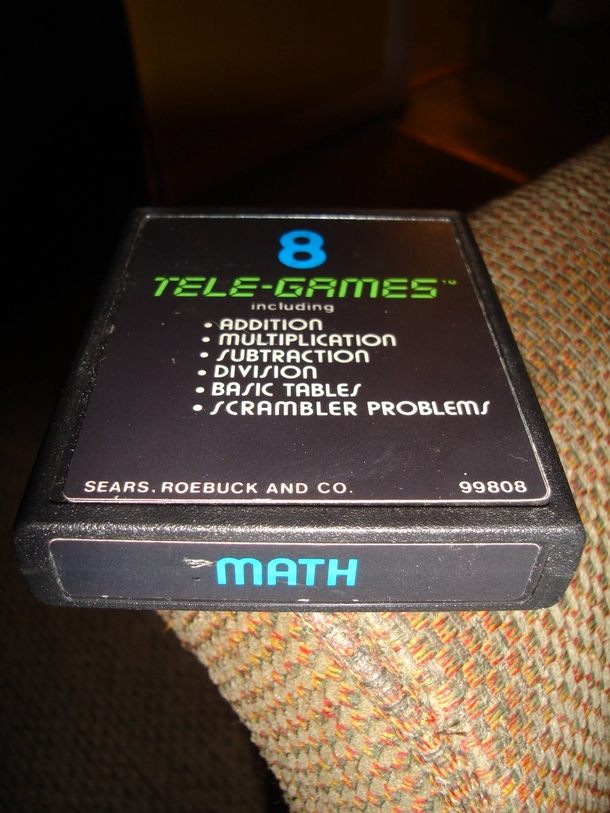 8
TELE-GAMES™
including
• ADDITION
• MULTIPLICATION
• SUBTRACTION
• DIVISION
• BASIC TABLES
• SCRAMBLER PROBLEMS
SEARS, ROEBUCK AND CO. 99808
MATH